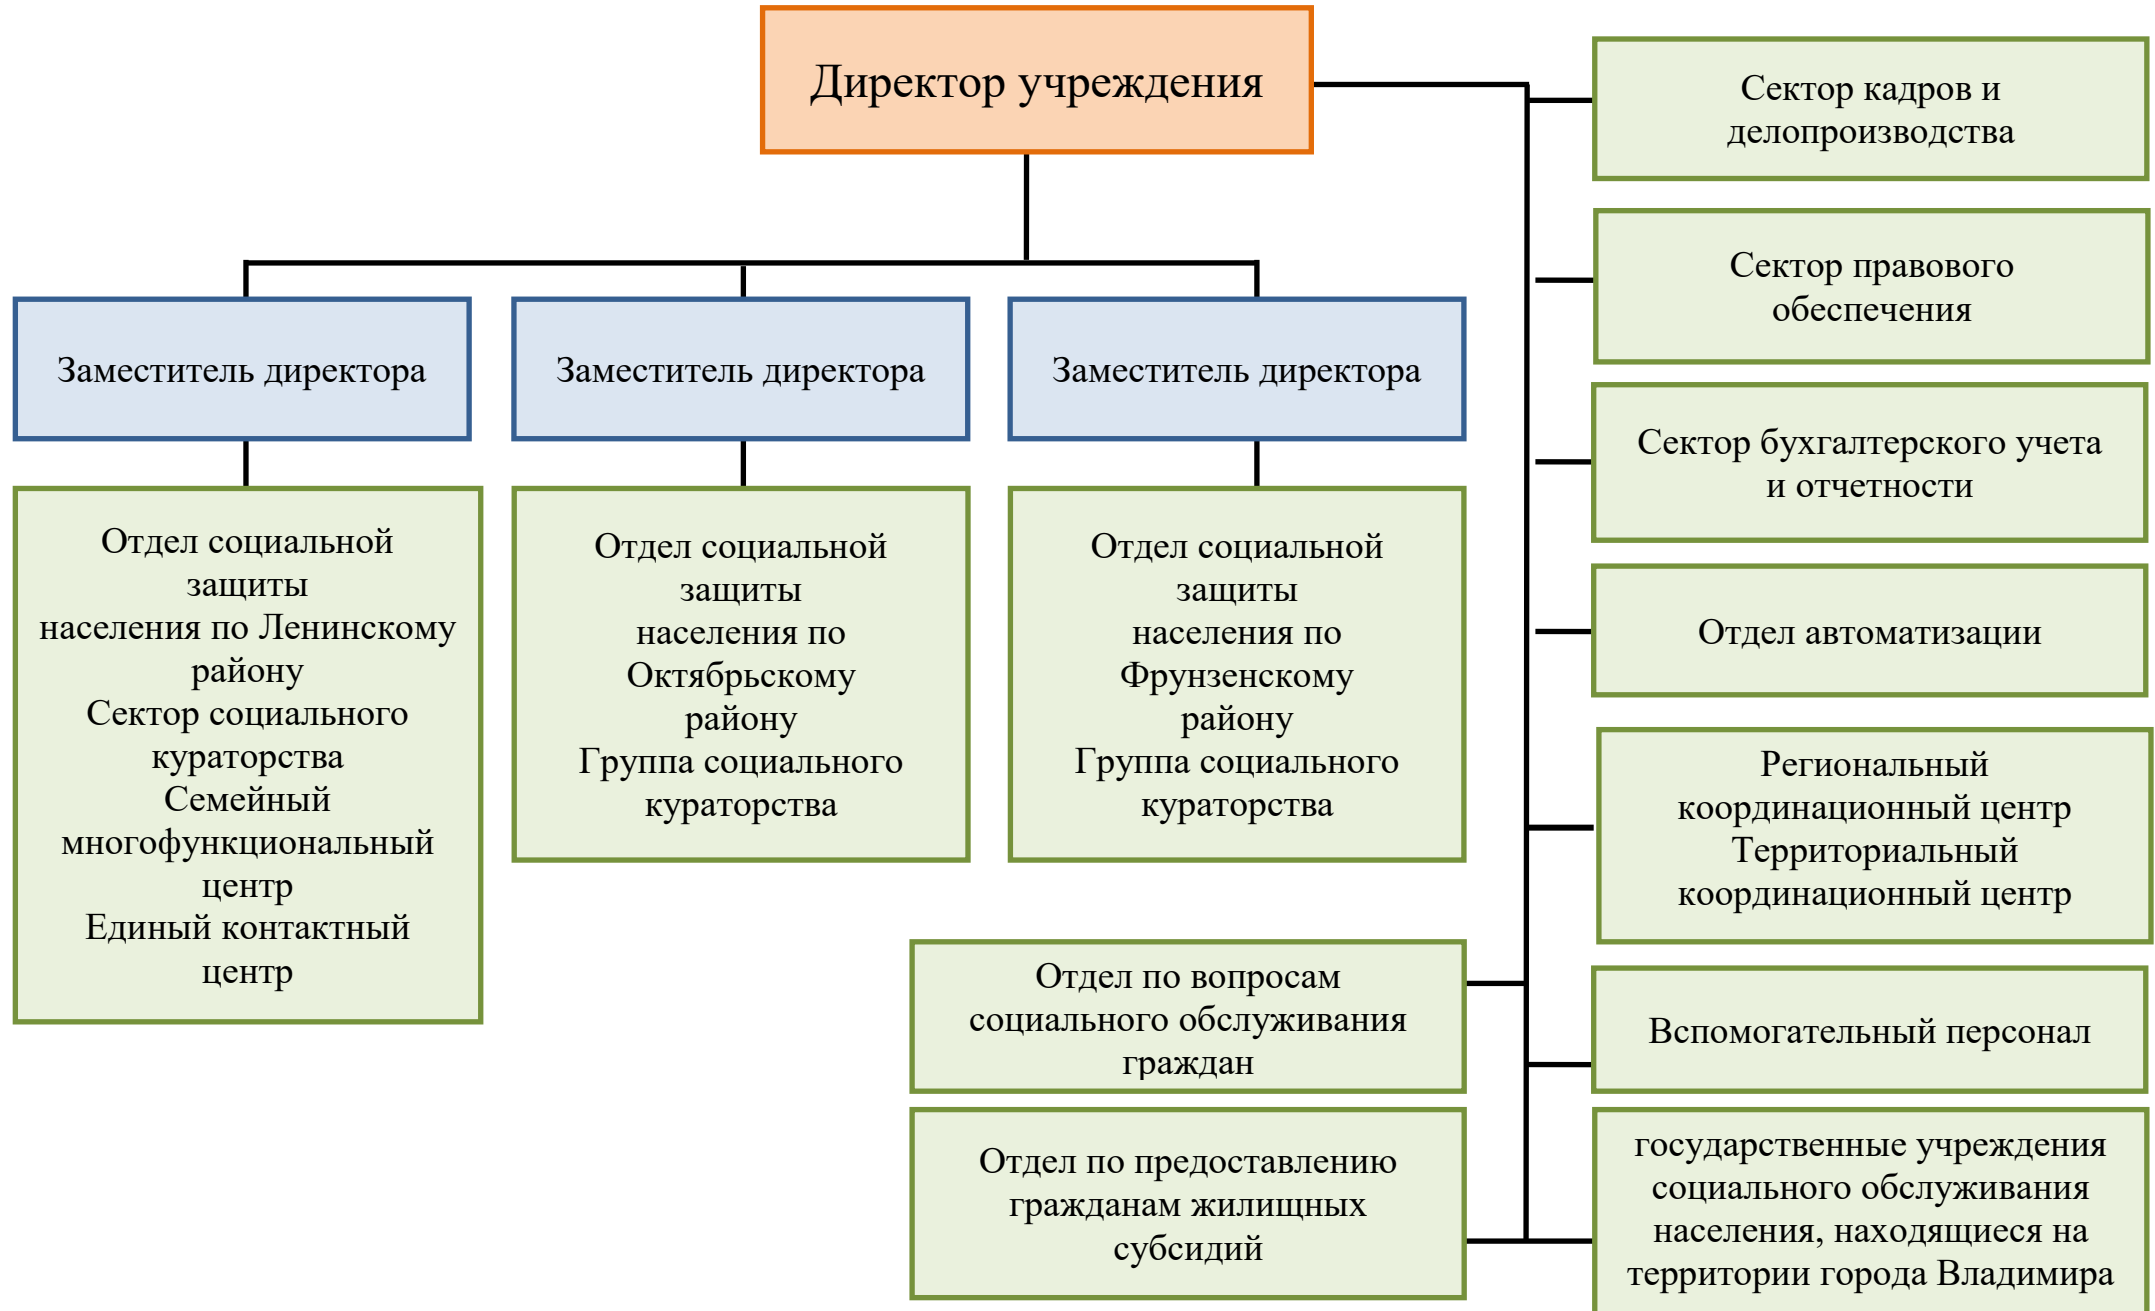 Директор учреждения
Сектор кадров и
делопроизводства
Сектор правового
обеспечения
Заместитель директора
Заместитель директора
Заместитель директора
Сектор бухгалтерского учета
и отчетности
Отдел социальной
защиты
населения по Ленинскому
району
Сектор социального
кураторства
Семейный
многофункциональный
центр
Единый контактный
центр
Отдел социальной
защиты
населения по
Октябрьскому
району
Группа социального
кураторства
Отдел социальной
защиты
населения по
Фрунзенскому
району
Группа социального
кураторства
Отдел автоматизации
Региональный
координационный центр
Территориальный
координационный центр
Отдел по вопросам
социального обслуживания
граждан
Вспомогательный персонал
Отдел по предоставлению
гражданам жилищных
субсидий
государственные учреждения
социального обслуживания
населения, находящиеся на
территории города Владимира